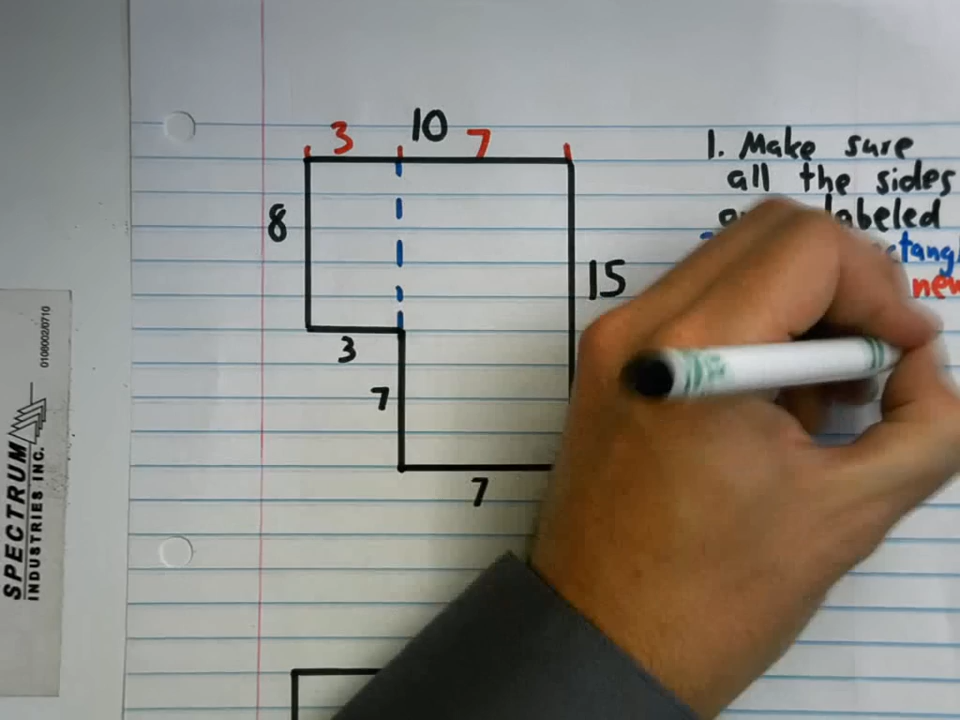 10
3
7
8
15
3
7
7
1. Make sure
all the sides
labeled
new
0108002/0710
SPECTRUM
INDUSTRIES INC.